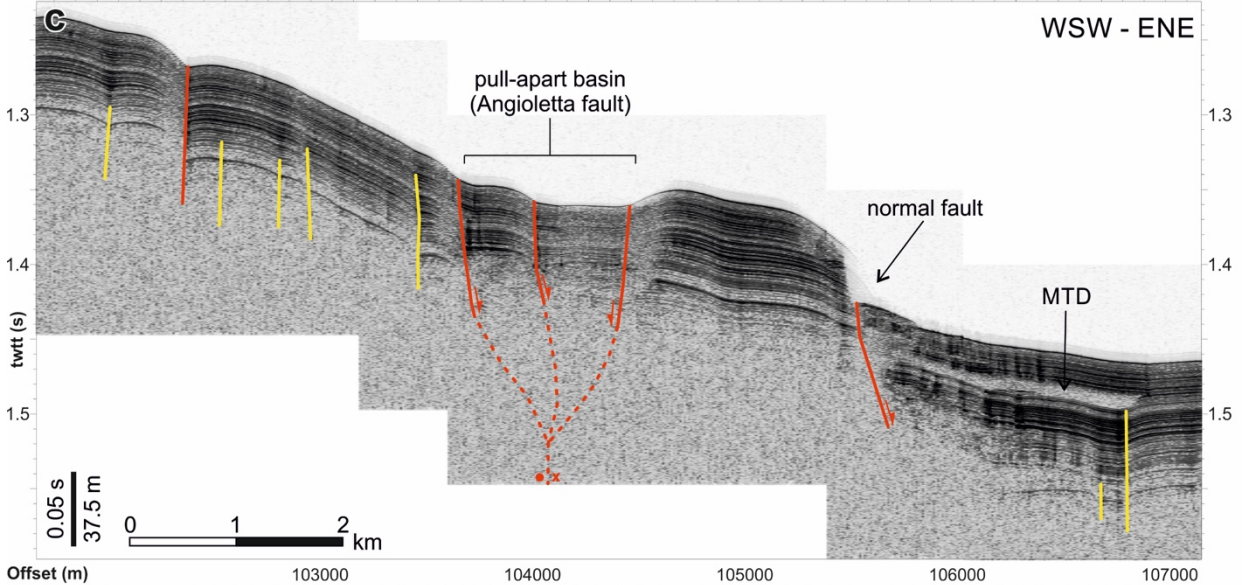 C
WSW - ENE
pull-apart basin
(Angioletta fault)
1.3
1.3
normal fault
1.4
1.4
MTD
twtt (s)
1.5
1.5
x
0.05 s
37.5 m
0 1 2
km
Offset (m) 103000 104000 105000 106000 107000